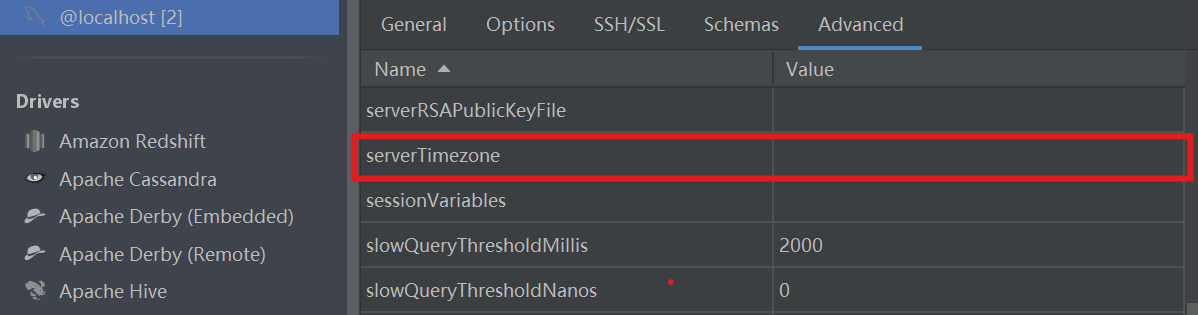 @localhost [2]
Drivers
Amazon Redshift
Apache Cassandra
Apache Derby (Embedded)
Apache Derby (Remote)
Apache Hive
General Options SSH/SSL Schemas Advanced
Name Value
serverRSAPublicKeyFile
serverTimezone
sessionVariables
slowQueryThresholdMillis 2000
slowQueryThresholdNanos 0